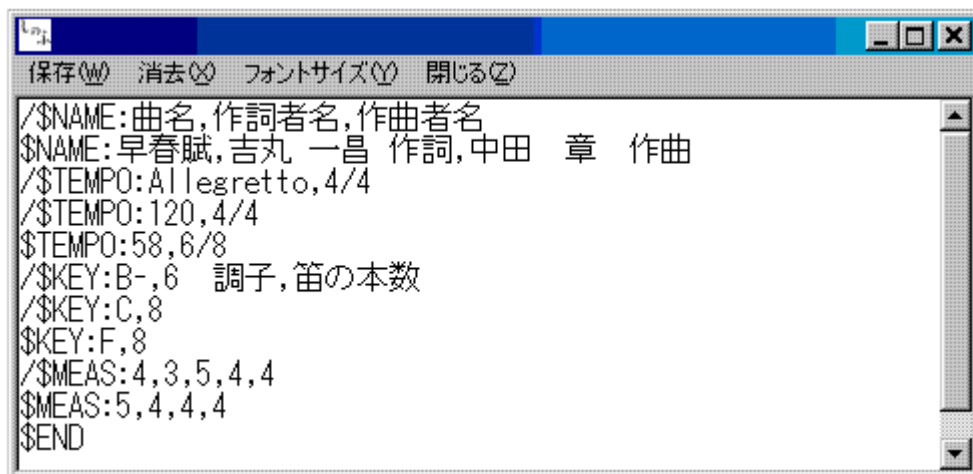 しのぶ
保存(W) 消去(X) フォントサイズ(Y) 閉じる(Z)
/$NAME:曲名,作詞者名,作曲者名
$NAME:早春賦,吉丸 一昌 作詞,中田　章　作曲
/$TEMPO:Allegretto,4/4
/$TEMPO:120,4/4
$TEMPO:58,6/8
/$KEY:B-,6　調子,笛の本数
/$KEY:C,8
$KEY:F,8
/$MEAS:4,3,5,4,4
$MEAS:5,4,4,4
$END